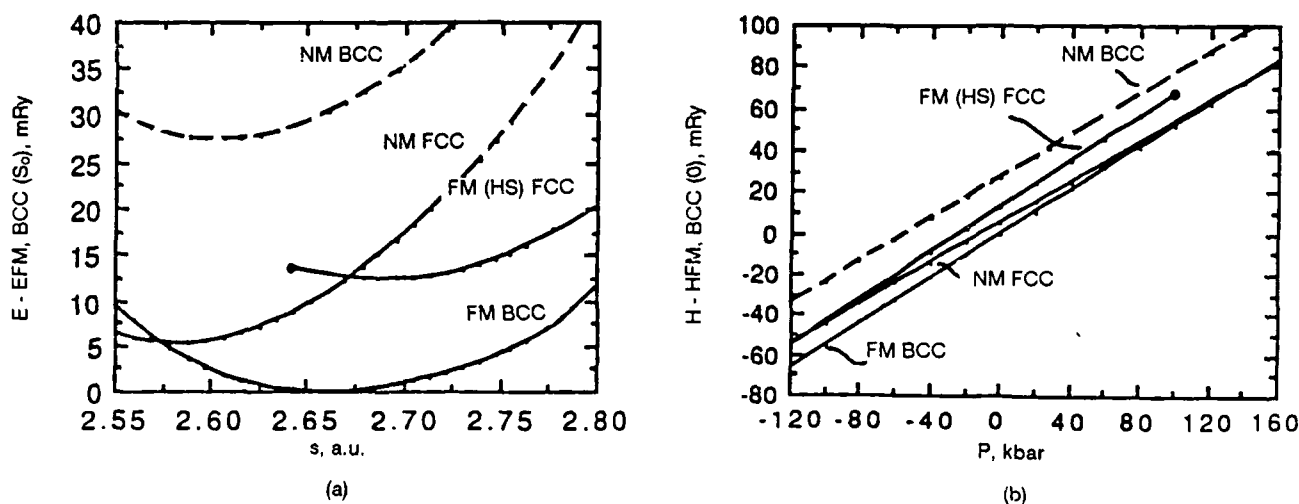 E - EFM, BCC (S₀), mRy
40
35
30
25
20
15
10
5
0
NM BCC
NM FCC
FM (HS) FCC
FM BCC
2.55 2.60 2.65 2.70 2.75 2.80
s, a.u.
(a)
H - HFM, BCC (0), mRy
100
80
60
40
20
0
-20
-40
-60
-80
NM BCC
FM (HS) FCC
NM FCC
FM BCC
-120 -80 -40 0 40 80 120 160
P, kbar
(b)